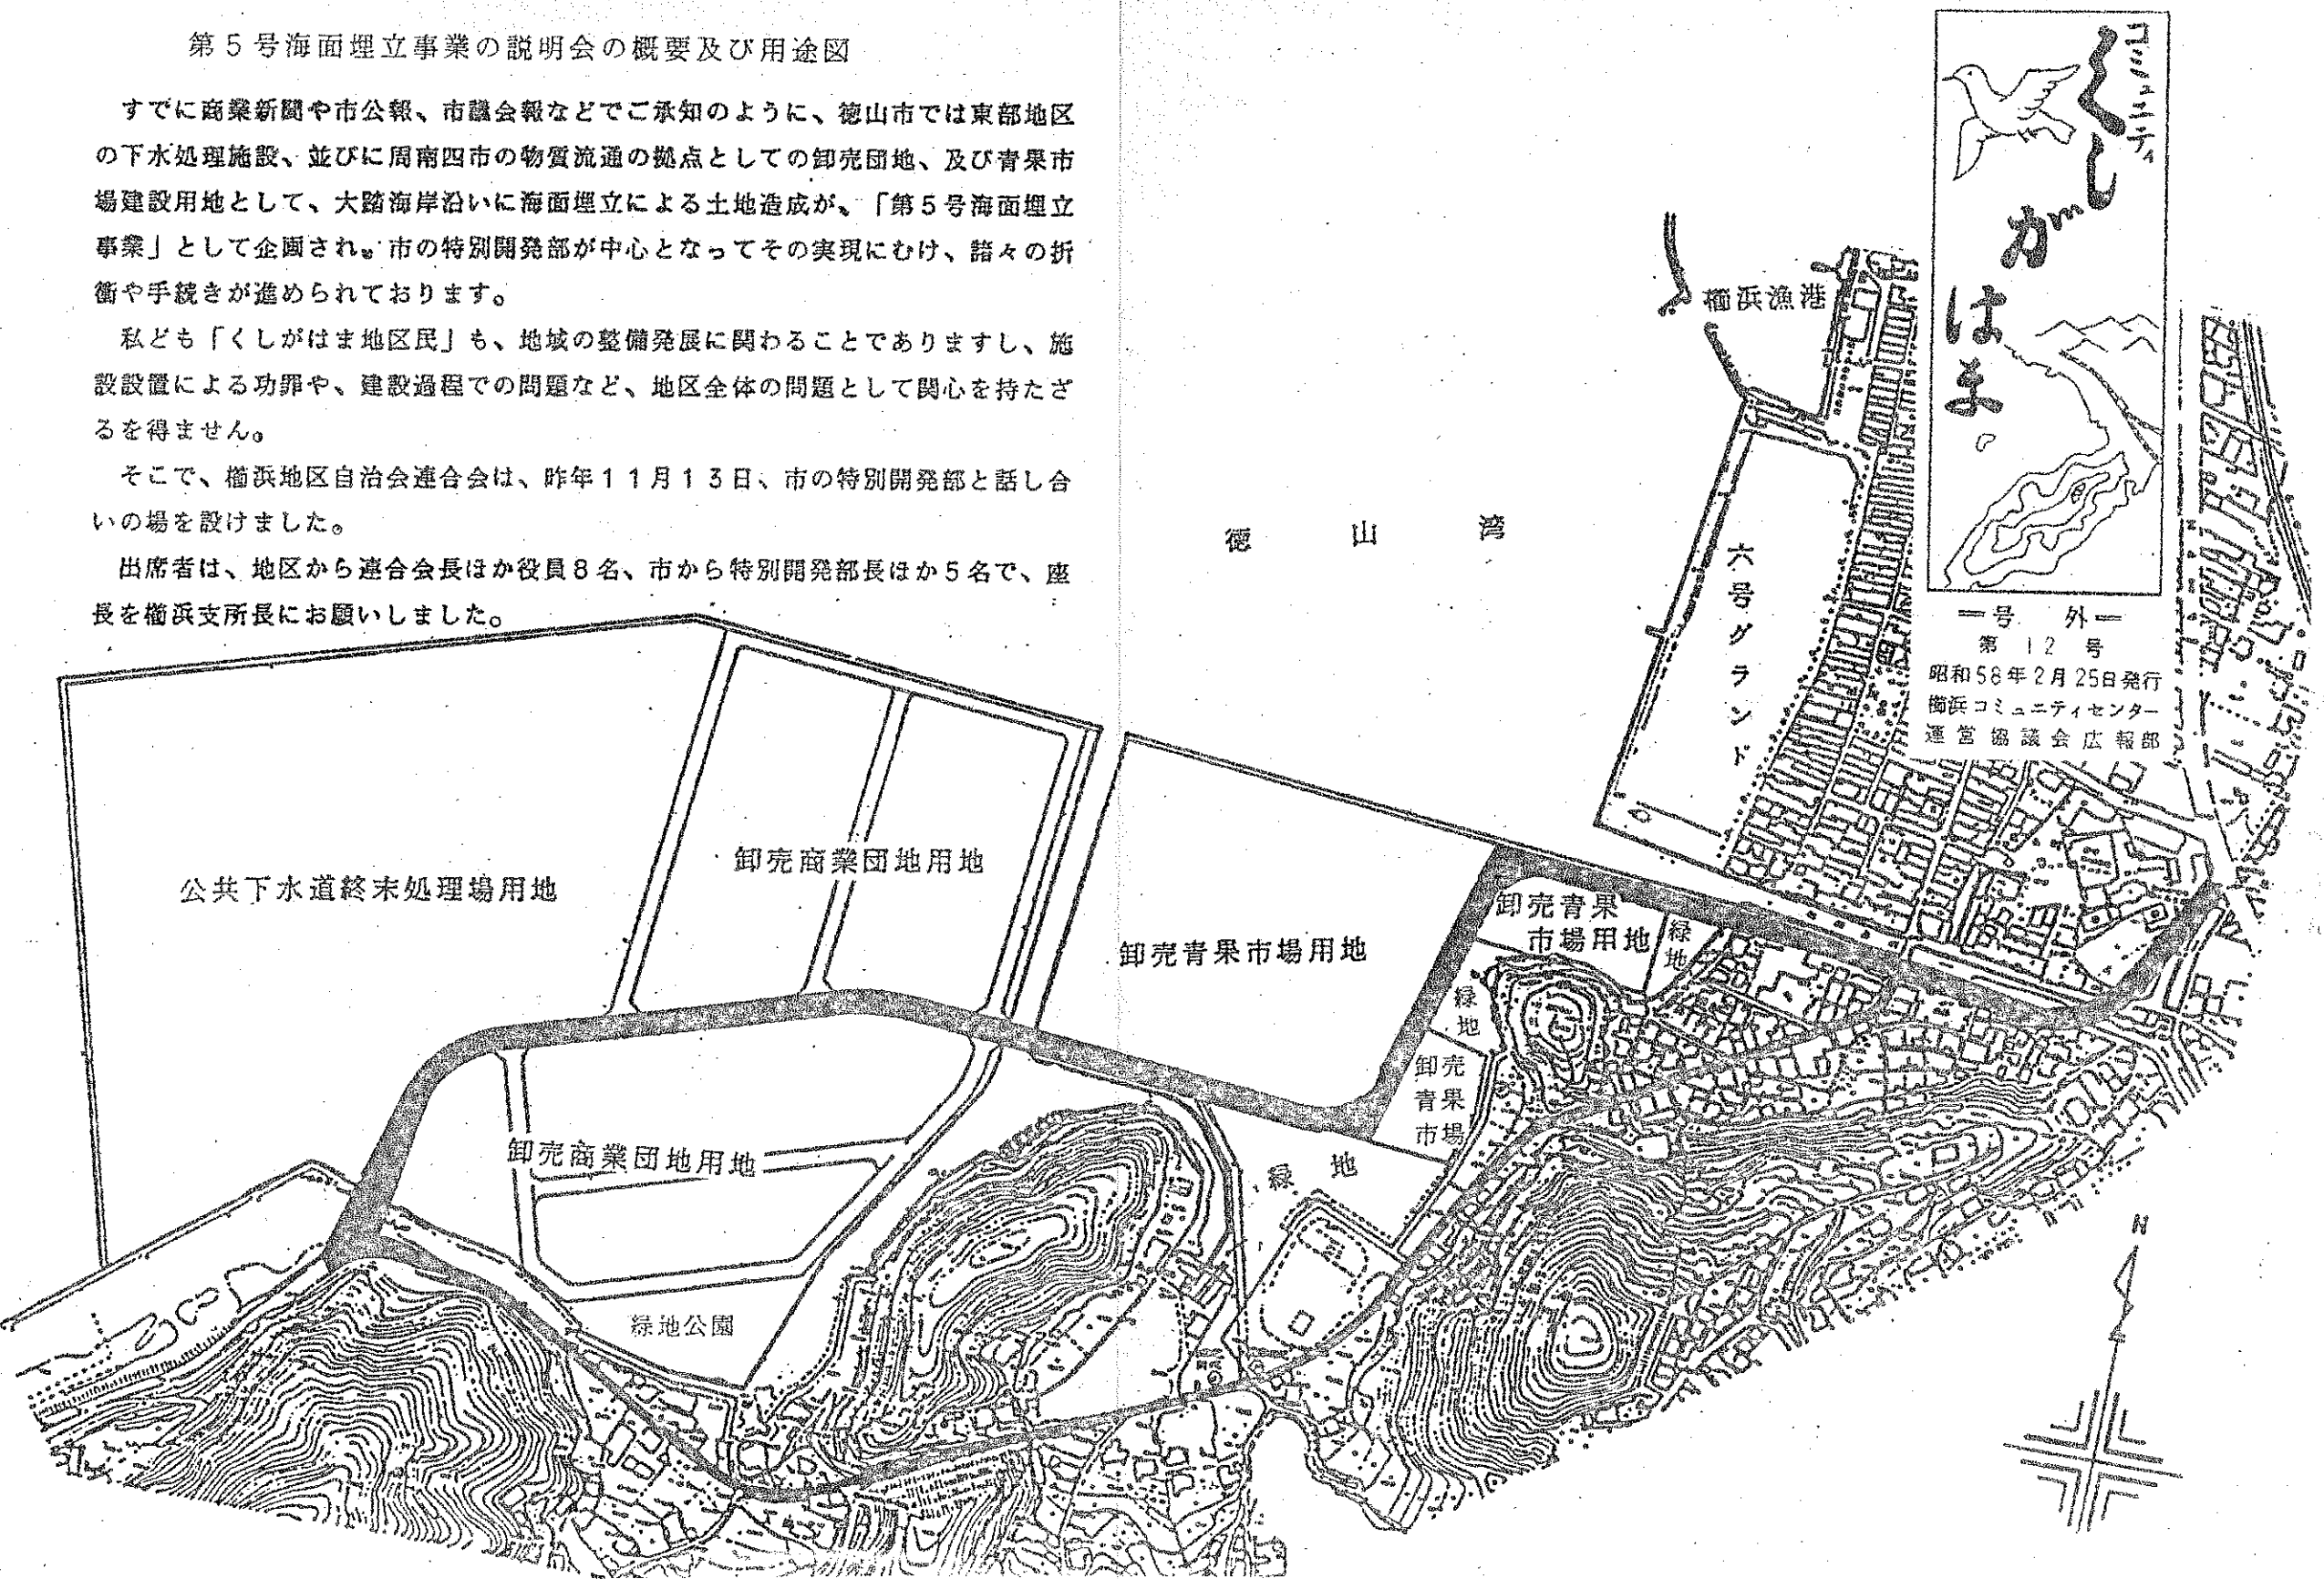 第5号海面埋立事業の説明会の概要及び用途図
すでに商業新聞や市公報、市議会報などでご承知のように、徳山市では東部地区
の下水処理施設、並びに周南四市の物質流通の拠点としての卸売団地、及び青果市
場建設用地として、大踏海岸沿いに海面埋立による土地造成が、「第5号海面埋立
事業」として企画され。市の特別開発部が中心となってその実現にむけ、諸々の折
衝や手続きが進められております。
私ども「くしがはま地区民」も、地域の整備発展に関わることでありますし、施
設設置による功罪や、建設過程での問題など、地区全体の問題として関心を持たざ
るを得ません。
そこで、櫛浜地区自治会連合会は、昨年11月13日、市の特別開発部と話し合
いの場を設けました。
出席者は、地区から連合会長ほか役員8名、市から特別開発部長ほか5名で、座
長を櫛浜支所長にお願いしました。
コミュニティ
くしがはま
ー号 外ー
第 12 号
昭和58年2月25日発行
櫛浜コミュニティセンター
運営協議会広報部
櫛浜漁港
徳 山 湾
六号グランド
公共下水道終末処理場用地
卸売商業団地用地
卸売青果市場用地
卸売青果
市場用地
緑地
緑地
卸売
青果
市場
卸売商業団地用地
緑 地
緑地公園
N